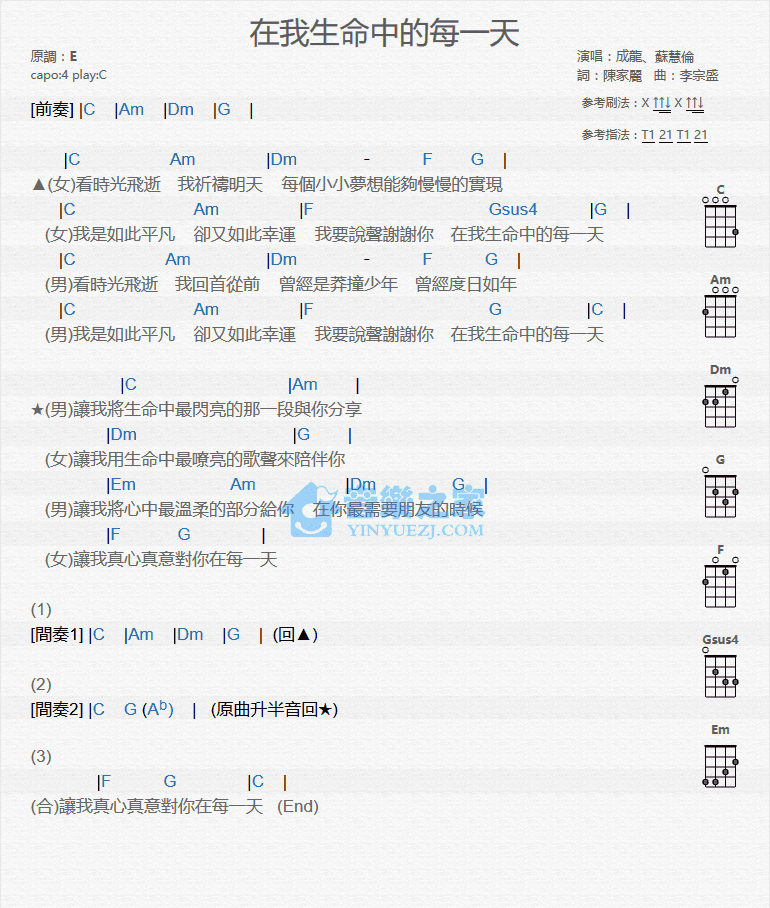 在我生命中的每一天
原調：E
capo:4 play:C
演唱：成龍、蘇慧倫
詞：陳家麗 曲：李宗盛
参考刷法：X ↑↑↓ X ↑↑↓
参考指法：T1 21 T1 21
[前奏] |C |Am |Dm |G |
|C Am |Dm - F G |
▲(女)看時光飛逝 我祈禱明天 每個小小夢想能夠慢慢的實現
|C Am |F Gsus4 |G |
(女)我是如此平凡 卻又如此幸運 我要說聲謝謝你 在我生命中的每一天
|C Am |Dm - F G |
(男)看時光飛逝 我回首從前 曾經是莽撞少年 曾經度日如年
|C Am |F G |C |
(男)我是如此平凡 卻又如此幸運 我要說聲謝謝你 在我生命中的每一天
|C |Am |
★(男)讓我將生命中最閃亮的那一段與你分享
|Dm |G |
(女)讓我用生命中最嘹亮的歌聲來陪伴你
|Em Am |Dm G |
(男)讓我將心中最溫柔的部分給你 在你最需要朋友的時候
|F G |
(女)讓我真心真意對你在每一天
(1)
[間奏1] |C |Am |Dm |G | (回▲)
(2)
[間奏2] |C G (Ab) | (原曲升半音回★)
(3)
|F G |C |
(合)讓我真心真意對你在每一天 (End)
C
Am
Dm
G
F
Gsus4
Em
音樂之家
YINYUEZJ.COM